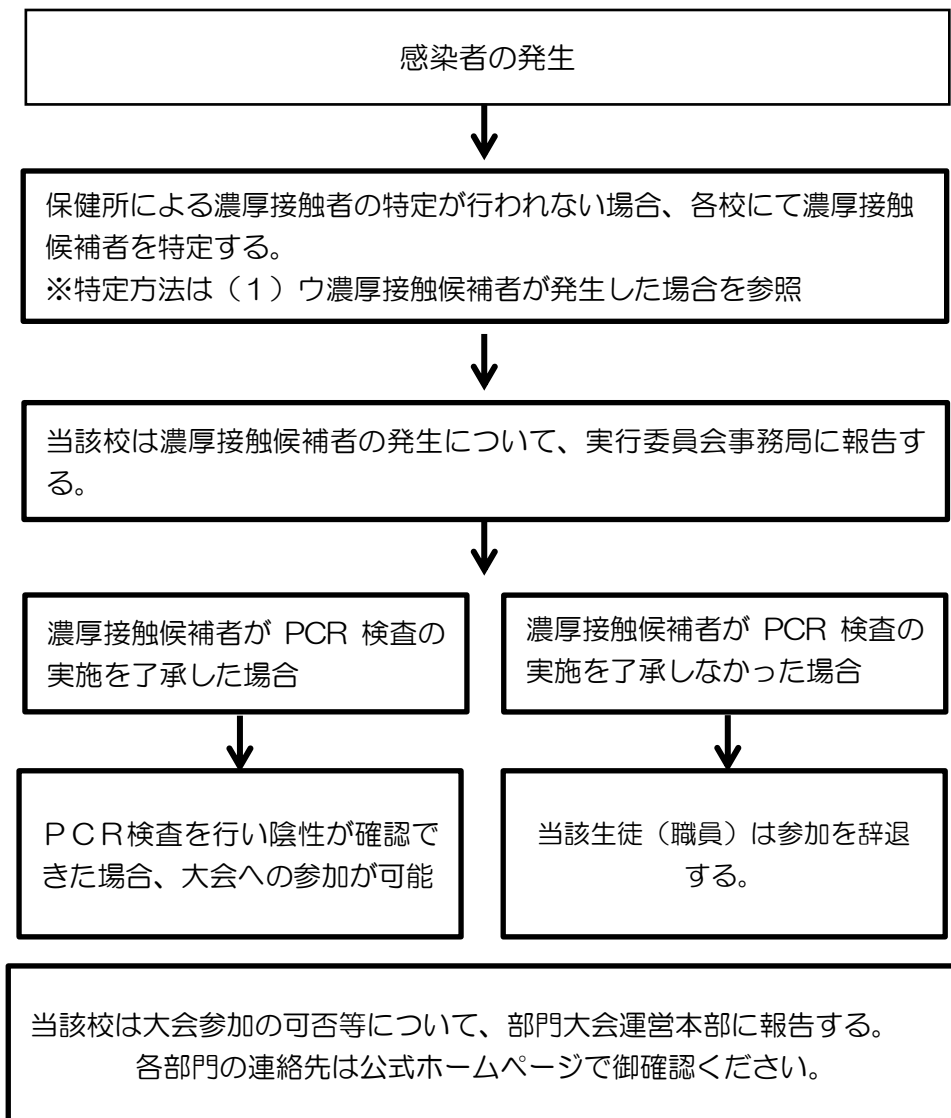 感染者の発生
保健所による濃厚接触者の特定が行われない場合、各校にて濃厚接触
候補者を特定する。
※特定方法は（１）ウ濃厚接触候補者が発生した場合を参照
当該校は濃厚接触候補者の発生について、実行委員会事務局に報告す
る。
濃厚接触候補者が PCR 検査の
実施を了承した場合
濃厚接触候補者が PCR 検査の
実施を了承しなかった場合
ＰＣＲ検査を行い陰性が確認で
きた場合、大会への参加が可能
当該生徒（職員）は参加を辞退
する。
当該校は大会参加の可否等について、部門大会運営本部に報告する。
各部門の連絡先は公式ホームページで御確認ください。